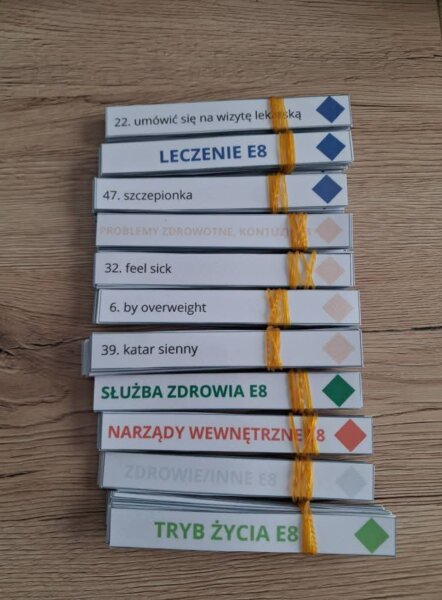 22. umówić się na wizytę lekarską
LECZENIE E8
47. szczepionka
PROBLEMY ZDROWOTNE, KONTUZJE
32. feel sick
6. by overweight
39. katar sienny
SŁUŻBA ZDROWIA E8
NARZĄDY WEWNĘTRZNE 8
ZDROWIE/INNE E8
TRYB ŻYCIA E8